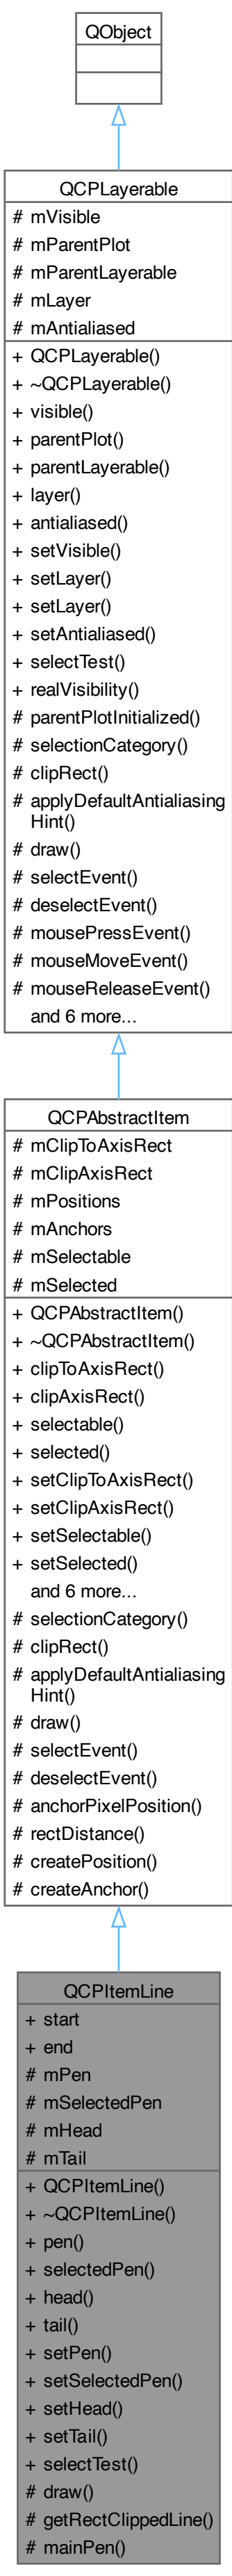 QObject
QCPLayerable
# mVisible
# mParentPlot
# mParentLayerable
# mLayer
# mAntialiased
+ QCPLayerable()
+ ~QCPLayerable()
+ visible()
+ parentPlot()
+ parentLayerable()
+ layer()
+ antialiased()
+ setVisible()
+ setLayer()
+ setLayer()
+ setAntialiased()
+ selectTest()
+ realVisibility()
# parentPlotInitialized()
# selectionCategory()
# clipRect()
# applyDefaultAntialiasing
Hint()
# draw()
# selectEvent()
# deselectEvent()
# mousePressEvent()
# mouseMoveEvent()
# mouseReleaseEvent()
and 6 more...
QCPAbstractItem
# mClipToAxisRect
# mClipAxisRect
# mPositions
# mAnchors
# mSelectable
# mSelected
+ QCPAbstractItem()
+ ~QCPAbstractItem()
+ clipToAxisRect()
+ clipAxisRect()
+ selectable()
+ selected()
+ setClipToAxisRect()
+ setClipAxisRect()
+ setSelectable()
+ setSelected()
and 6 more...
# selectionCategory()
# clipRect()
# applyDefaultAntialiasing
Hint()
# draw()
# selectEvent()
# deselectEvent()
# anchorPixelPosition()
# rectDistance()
# createPosition()
# createAnchor()
QCPItemLine
+ start
+ end
# mPen
# mSelectedPen
# mHead
# mTail
+ QCPItemLine()
+ ~QCPItemLine()
+ pen()
+ selectedPen()
+ head()
+ tail()
+ setPen()
+ setSelectedPen()
+ setHead()
+ setTail()
+ selectTest()
# draw()
# getRectClippedLine()
# mainPen()